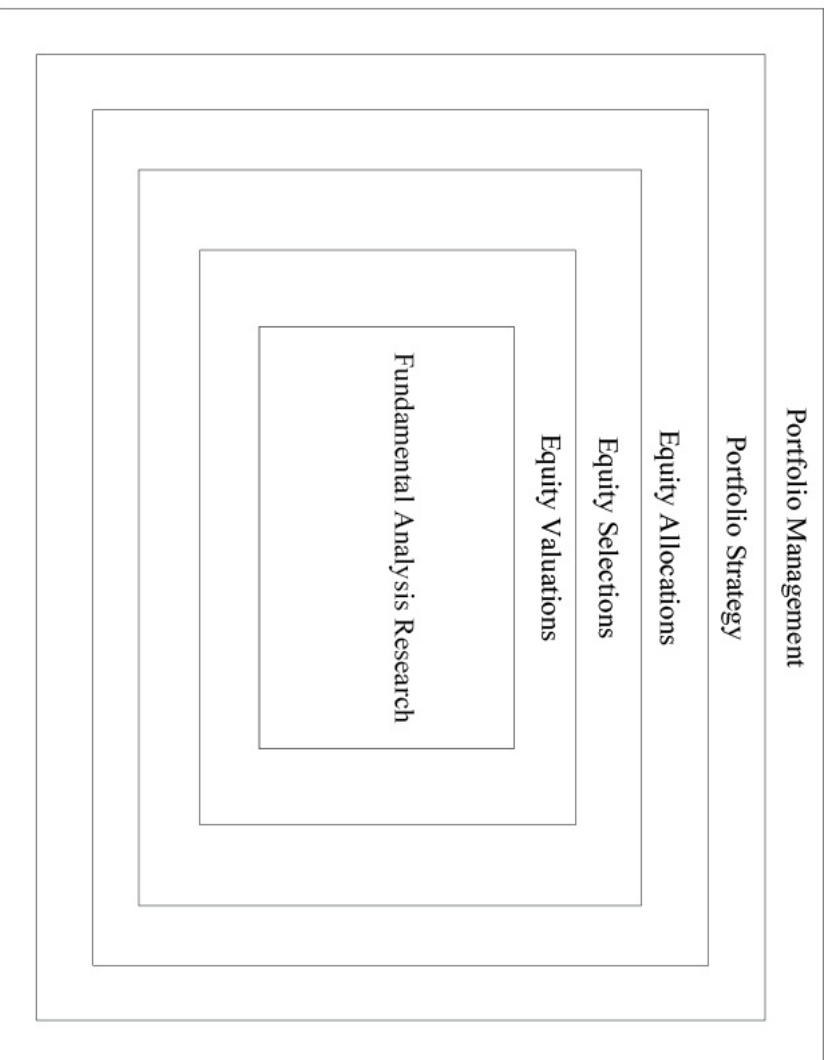 Portfolio Management
Portfolio Strategy
Equity Allocations
Equity Selections
Equity Valuations
Fundamental Analysis Research